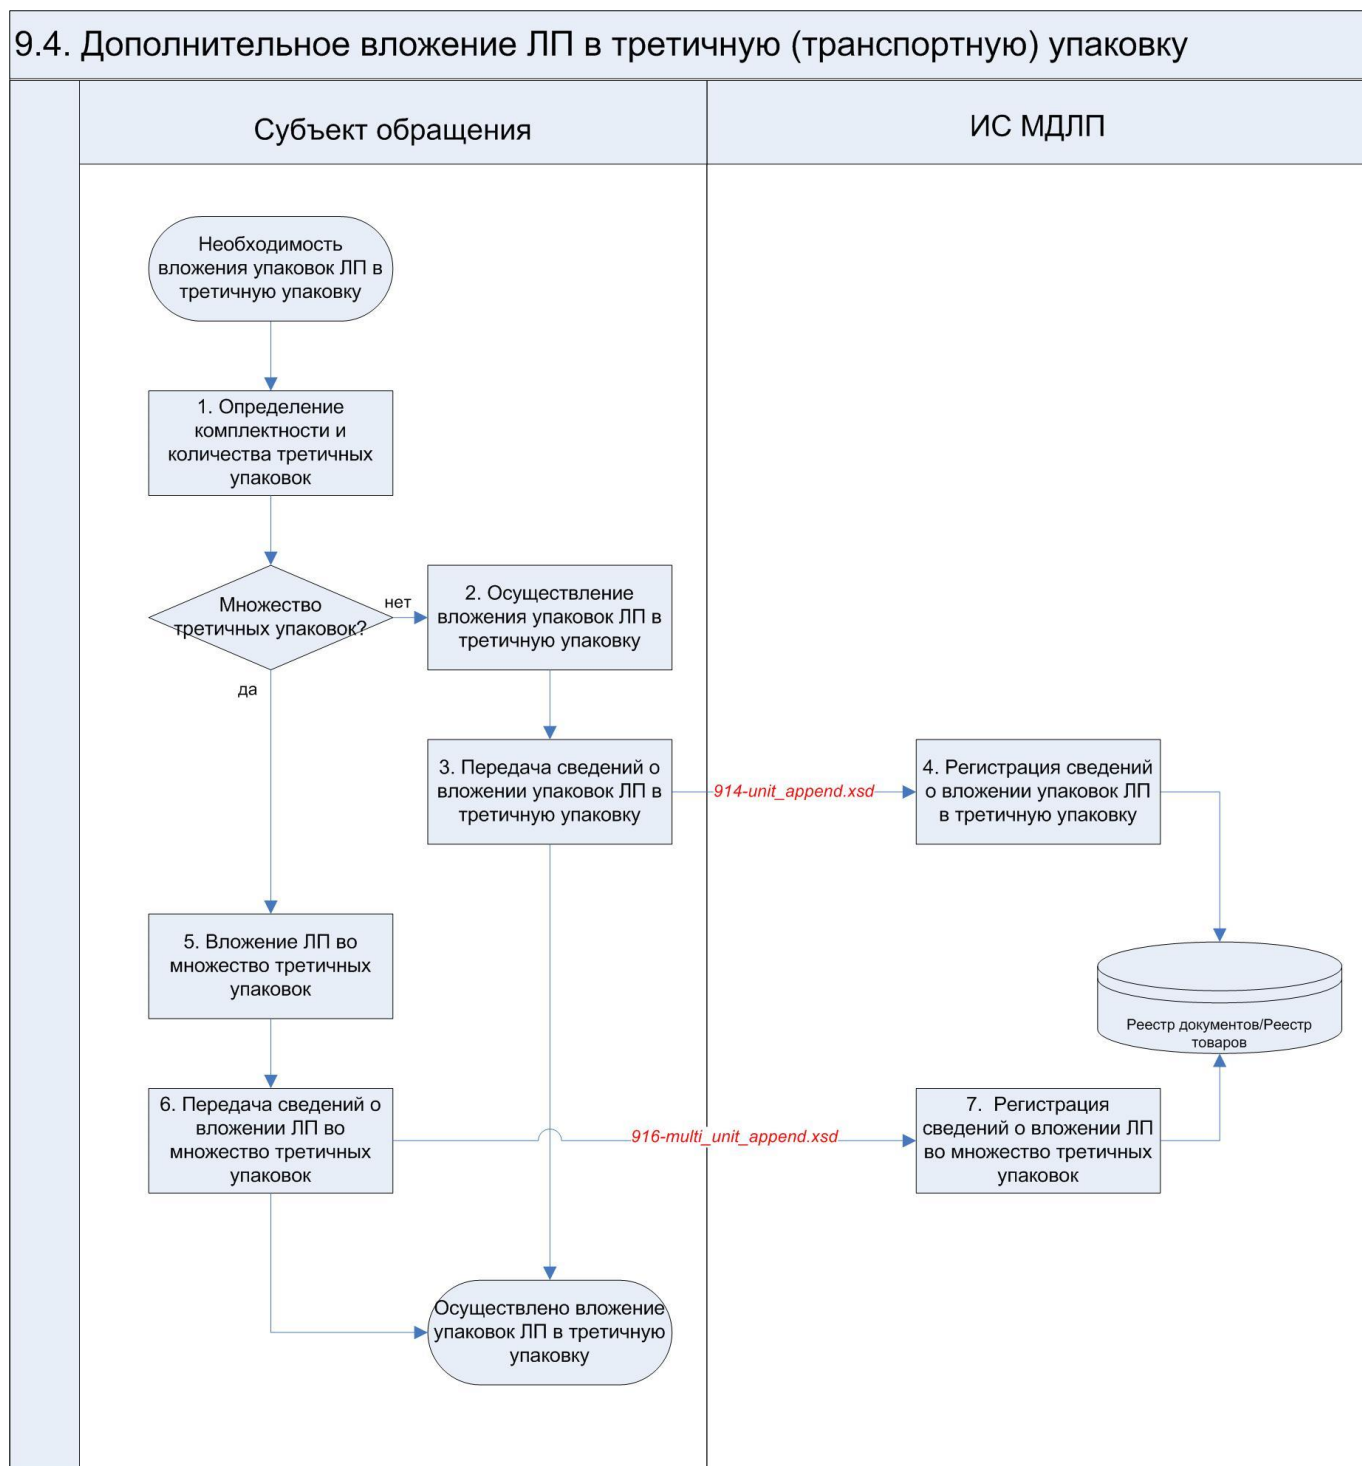 9.4. Дополнительное вложение ЛП в третичную (транспортную) упаковку
Субъект обращения
ИС МДЛП
Необходимость
вложения упаковок ЛП в
третичную упаковку
1. Определение
комплектности и
количества третичных
упаковок
Множество
третичных упаковок?
нет
да
2. Осуществление
вложения упаковок ЛП в
третичную упаковку
3. Передача сведений о
вложении упаковок ЛП в
третичную упаковку
914-unit_append.xsd
4. Регистрация сведений
о вложении упаковок ЛП
в третичную упаковку
5. Вложение ЛП во
множество третичных
упаковок
Реестр документов/Реестр
товаров
6. Передача сведений о
вложении ЛП во
множество третичных
упаковок
916-multi_unit_append.xsd
7. Регистрация
сведений о вложении ЛП
во множество третичных
упаковок
Осуществлено вложение
упаковок ЛП в третичную
упаковку